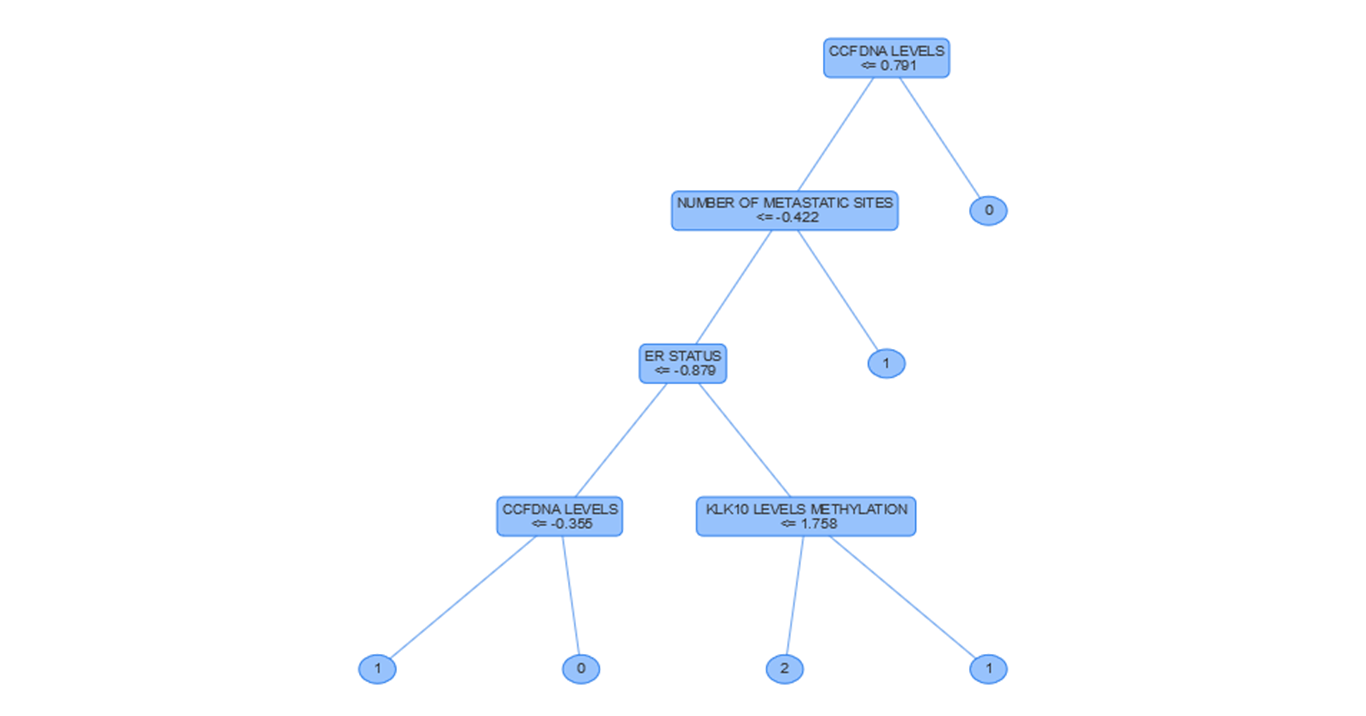 CCFDNA LEVELS
<= 0.791
NUMBER OF METASTATIC SITES
<= -0.422
0
ER STATUS
<= -0.879
1
CCFDNA LEVELS
<= -0.355
KLK10 LEVELS METHYLATION
<= 1.758
1
0
2
1